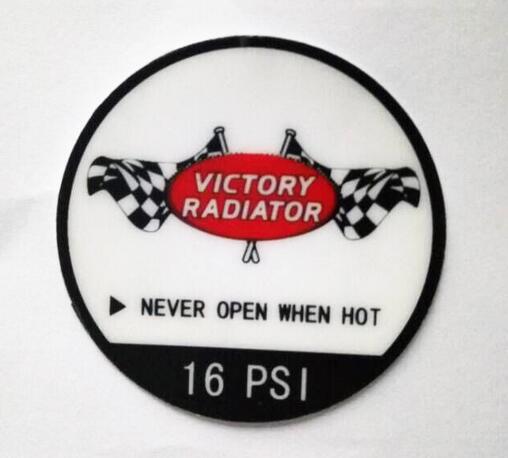 VICTORY
RADIATOR
▶ NEVER OPEN WHEN HOT
16 PSI